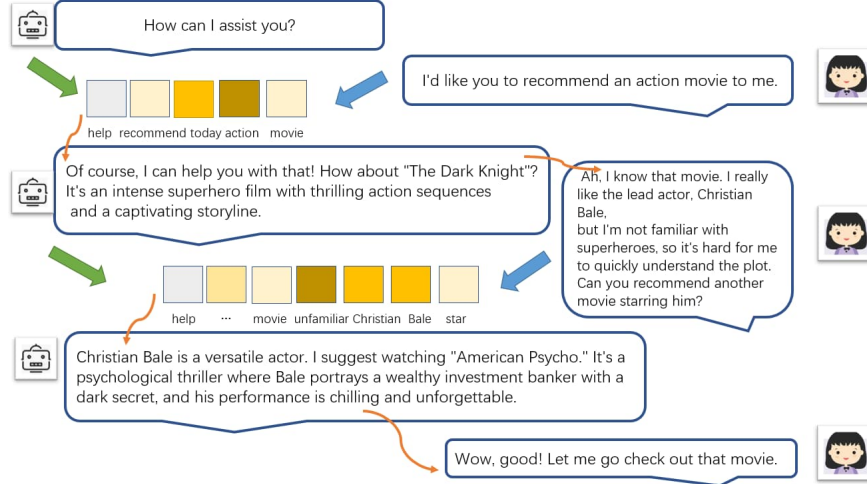 How can I assist you?
I'd like you to recommend an action movie to me.
help recommend today action movie
Of course, I can help you with that! How about "The Dark Knight"?
It's an intense superhero film with thrilling action sequences
and a captivating storyline.
Ah, I know that movie. I really
like the lead actor, Christian
Bale,
but I'm not familiar with
superheroes, so it's hard for me
to quickly understand the plot.
Can you recommend another
movie starring him?
help ... movie unfamiliar Christian Bale star
Christian Bale is a versatile actor. I suggest watching "American Psycho." It's a
psychological thriller where Bale portrays a wealthy investment banker with a
dark secret, and his performance is chilling and unforgettable.
Wow, good! Let me go check out that movie.